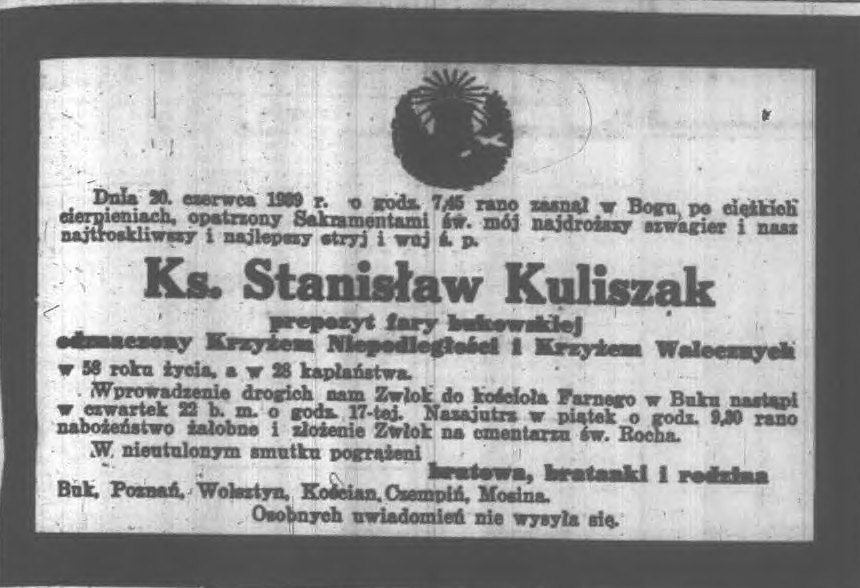 Dnia 20. czerwca 1939 r. o godz. 7,45 rano zasnął w Bogu, po ciężkich
cierpieniach, opatrzony Sakramentami św. mój najdroższy szwagier i nasz
najtroskliwszy i najlepszy stryj i wuj ś. p.
Ks. Stanisław Kuliszak
prepozyt fary bukowskiej
odznaczony Krzyżem Niepodległości i Krzyżem Walecznych
w 58 roku życia, a w 28 kapłaństwa.
Wprowadzenie drogich nam Zwłok do kościoła Farnego w Buku nastąpi
w czwartek 22 b. m. o godz. 17-tej. Nazajutrz w piątek o godz. 9,30 rano
nabożeństwo żałobne i złożenie Zwłok na cmentarzu św. Rocha.
W nieutulonym smutku pogrążeni
bratowa, bratanki i rodzina
Buk, Poznań, Wolsztyn, Kościan, Czempiń, Mosina.
Osobnych uwiadomień nie wysyła się.